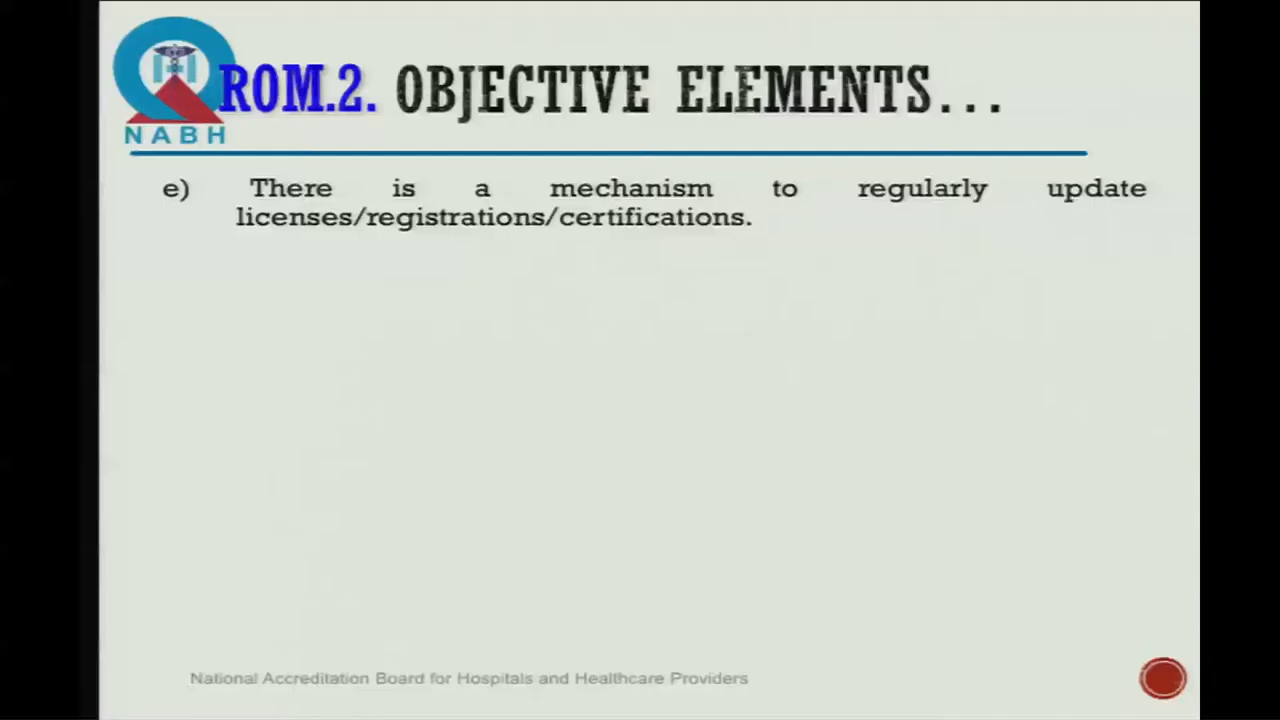 NABH
ROM.2. OBJECTIVE ELEMENTS...
e) There is a mechanism to regularly update
licenses/registrations/certifications.
National Accreditation Board for Hospitals and Healthcare Providers